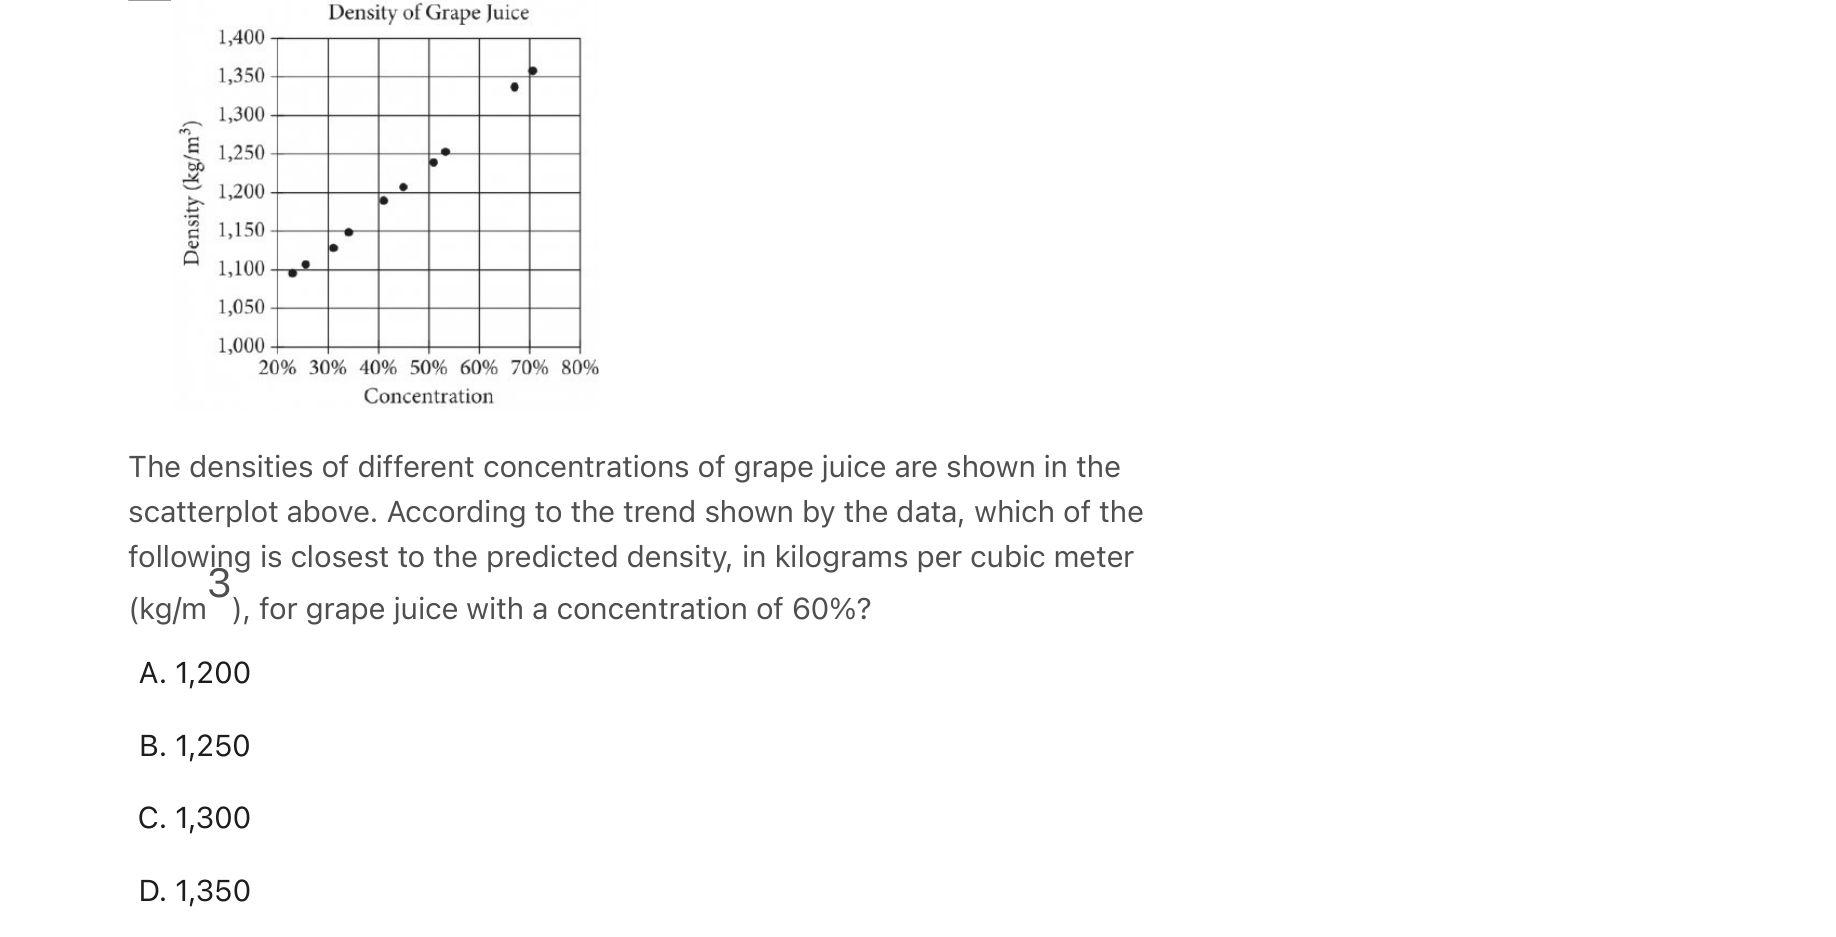 Density of Grape Juice
1,400
1,350
1,300
1,250
1,200
1,150
1,100
1,050
1,000
Density (kg/m³)
20% 30% 40% 50% 60% 70% 80%
Concentration
The densities of different concentrations of grape juice are shown in the
scatterplot above. According to the trend shown by the data, which of the
following is closest to the predicted density, in kilograms per cubic meter
(kg/m³), for grape juice with a concentration of 60%?
A. 1,200
B. 1,250
C. 1,300
D. 1,350